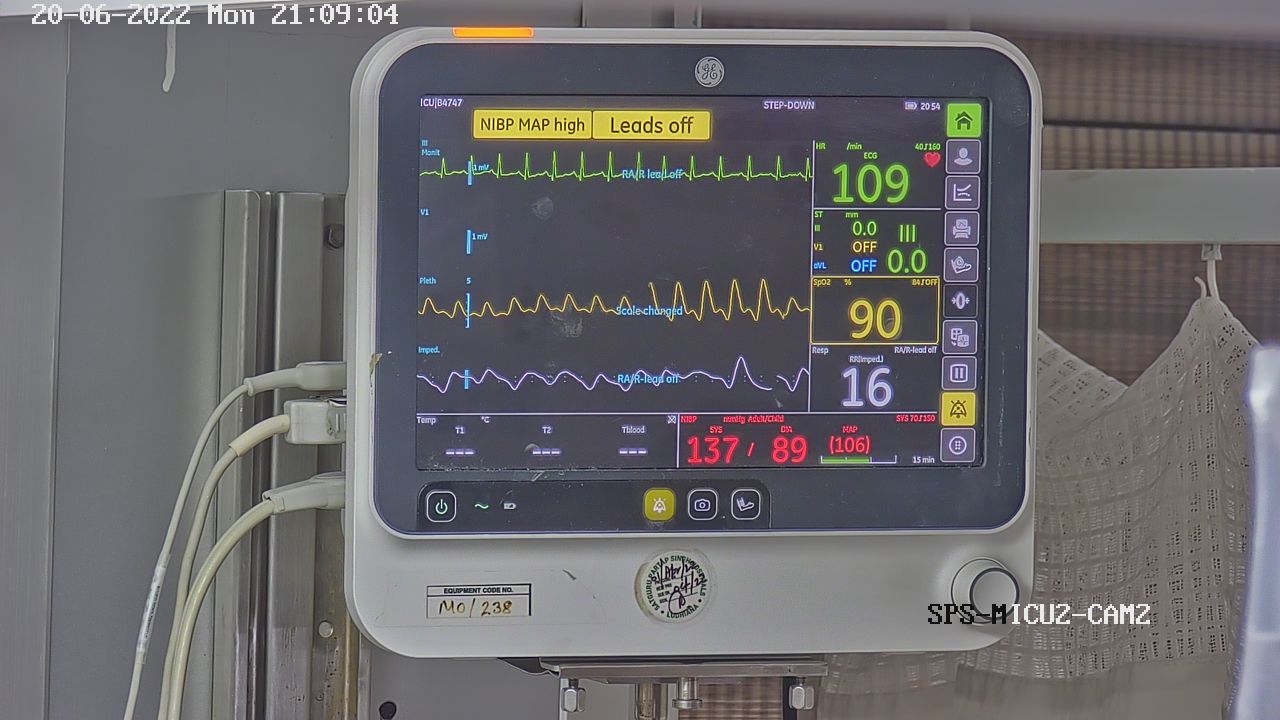 20-06-2022 Mon 21:09:04
GE
ICU|B4747
STEP-DOWN
20 54
NIBP MAP high
Leads off
III
Monit
1 mV
RA/R lead off
HR
/min
ECG
40 160
109
V1
1 mV
ST
mm
III
0.0
III
V1
OFF
aVL
OFF
0.0
Pleth
5
Scale changed
SpO2
%
84 OFF
90
Imped.
RA/R-lead off
Resp
RA/R-lead off
RR(Imped.)
16
Temp
°C
T1
T2
Tblood
---
---
---
NIBP
mmHg Adult/Child
SYS 70 150
SYS
DIA
MAP
137 / 89
(106)
15 min
EQUIPMENT CODE NO.
MO/238
LUDHIANA
SPS-MICU2-CAM2